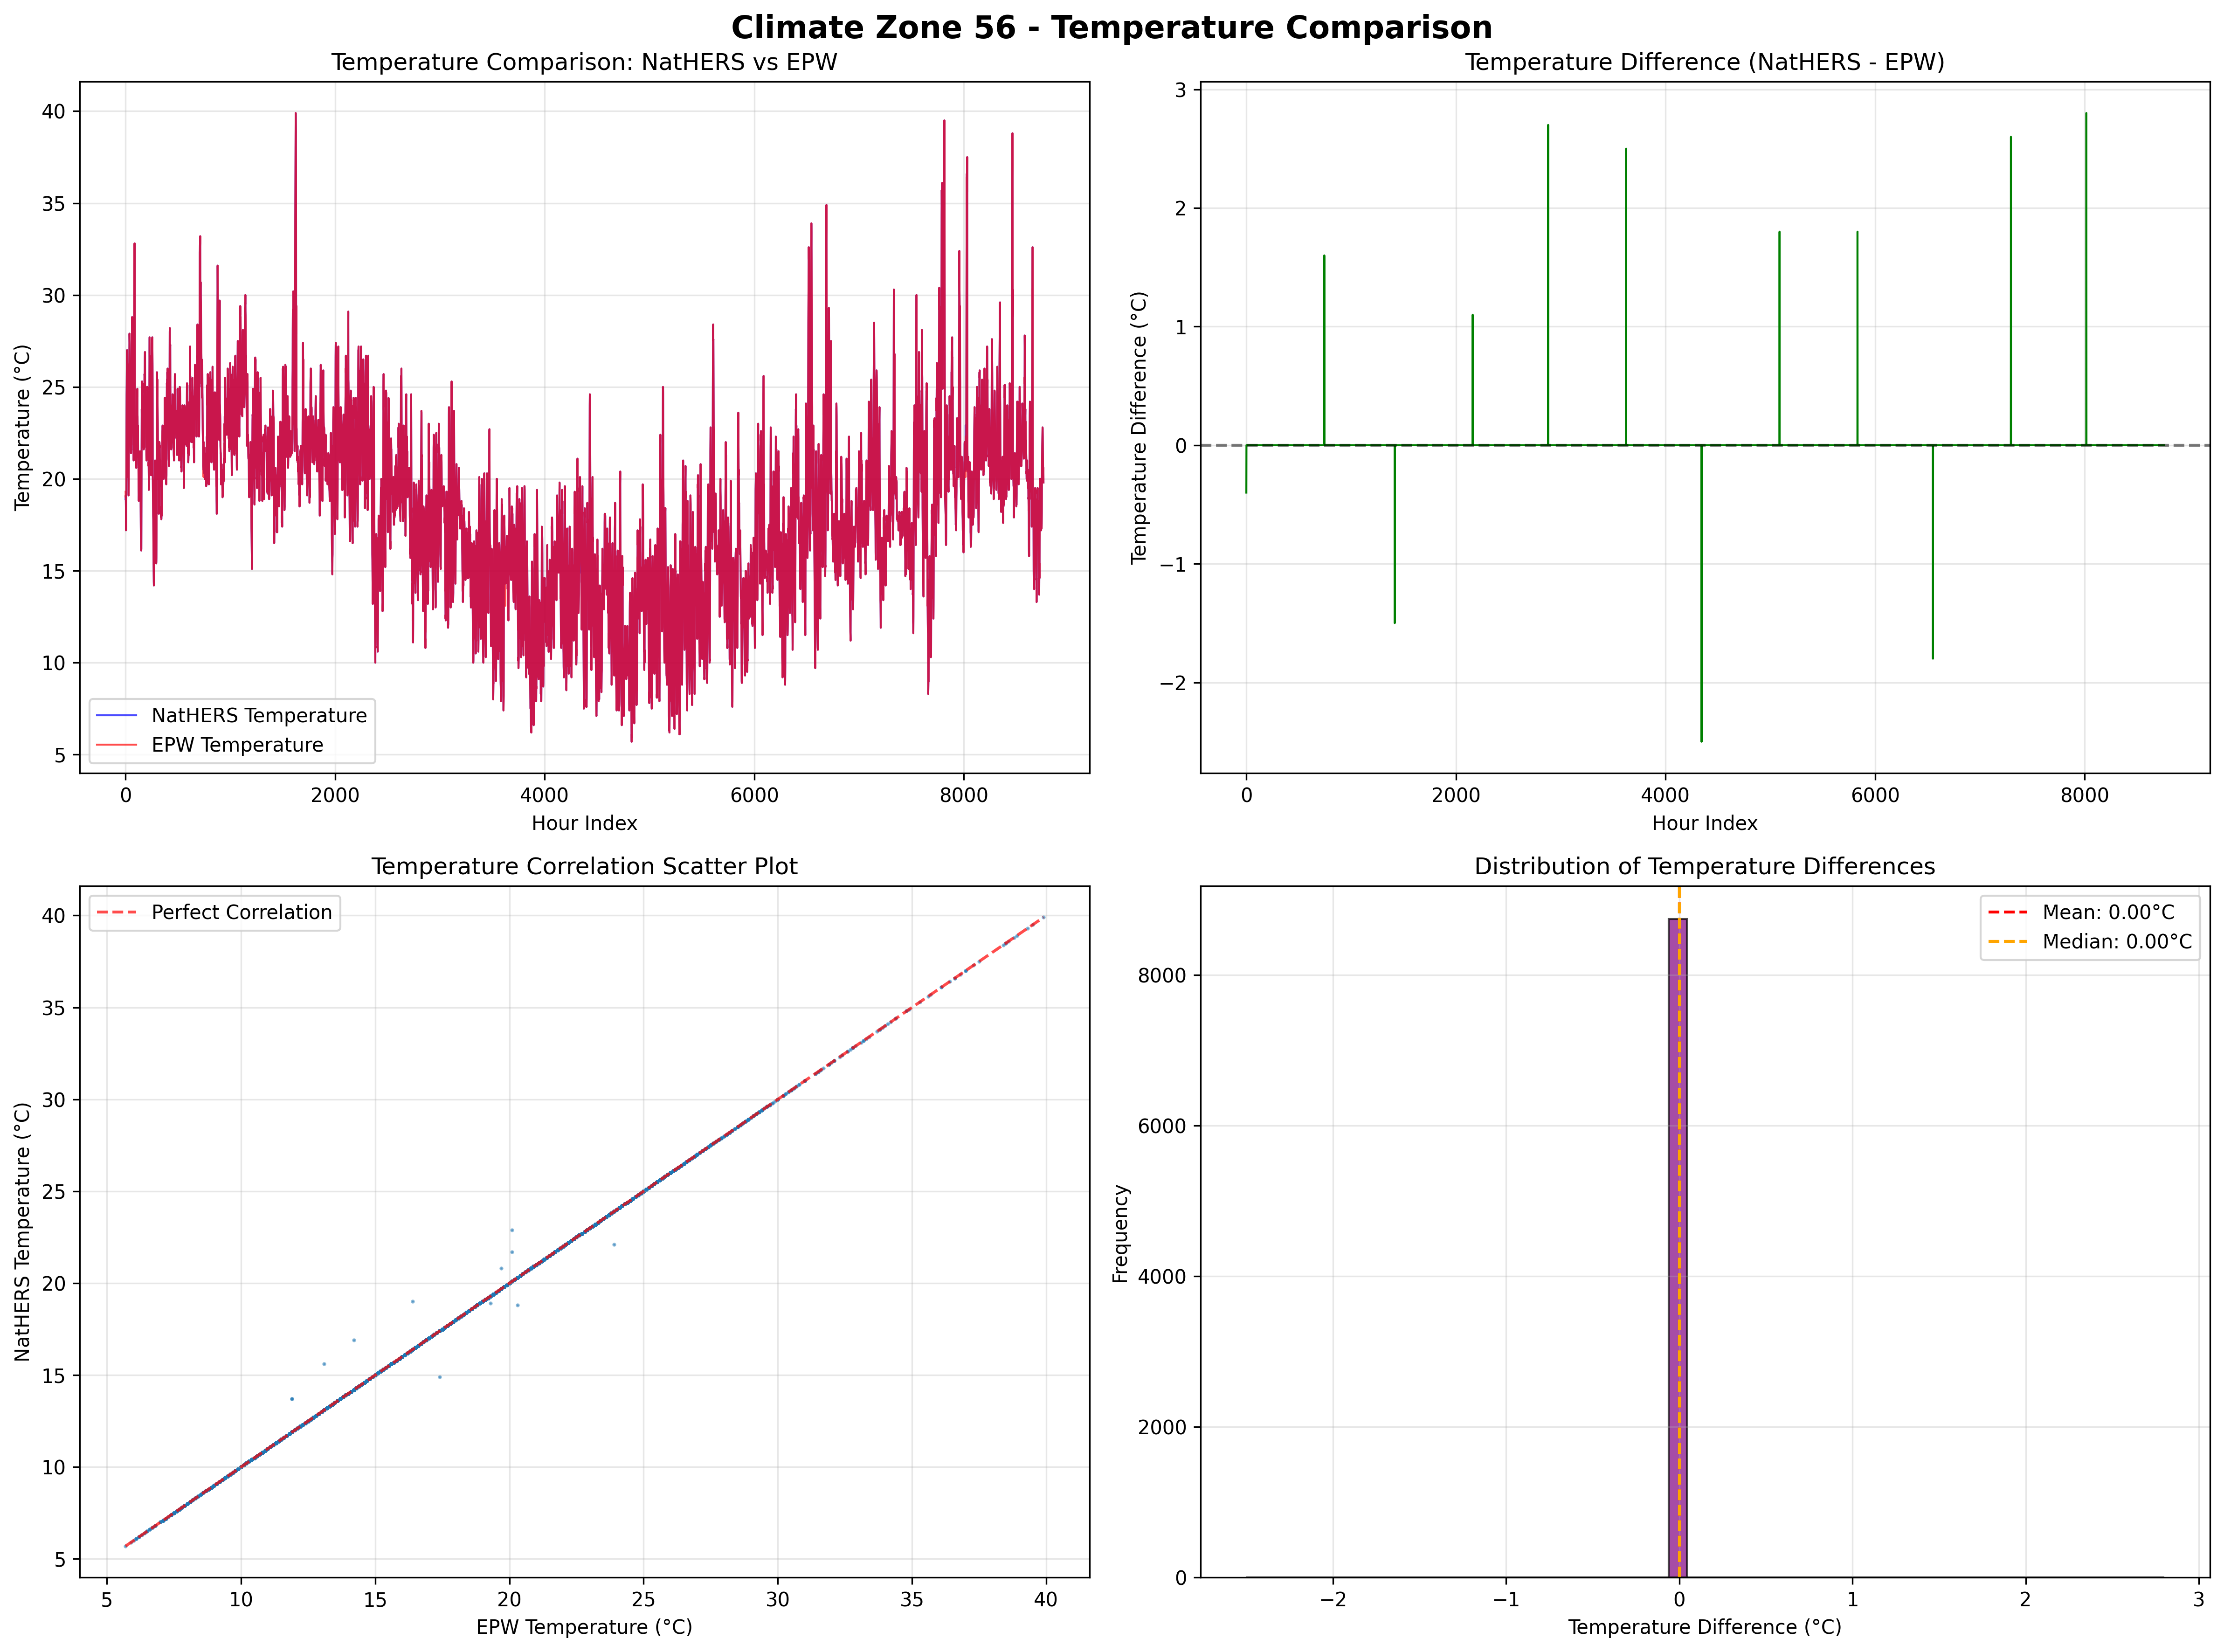 Climate Zone 56 - Temperature Comparison
Temperature Comparison: NatHERS vs EPW
40
35
30
25
20
15
10
5
Temperature (°C)
NatHERS Temperature
EPW Temperature
0
2000
4000
6000
8000
Hour Index
Temperature Difference (NatHERS - EPW)
3
2
1
0
−1
−2
Temperature Difference (°C)
0
2000
4000
6000
8000
Hour Index
Temperature Correlation Scatter Plot
Perfect Correlation
40
35
30
25
20
15
10
5
NatHERS Temperature (°C)
5
10
15
20
25
30
35
40
EPW Temperature (°C)
Distribution of Temperature Differences
Mean: 0.00°C
Median: 0.00°C
8000
6000
4000
2000
0
Frequency
−2
−1
0
1
2
3
Temperature Difference (°C)